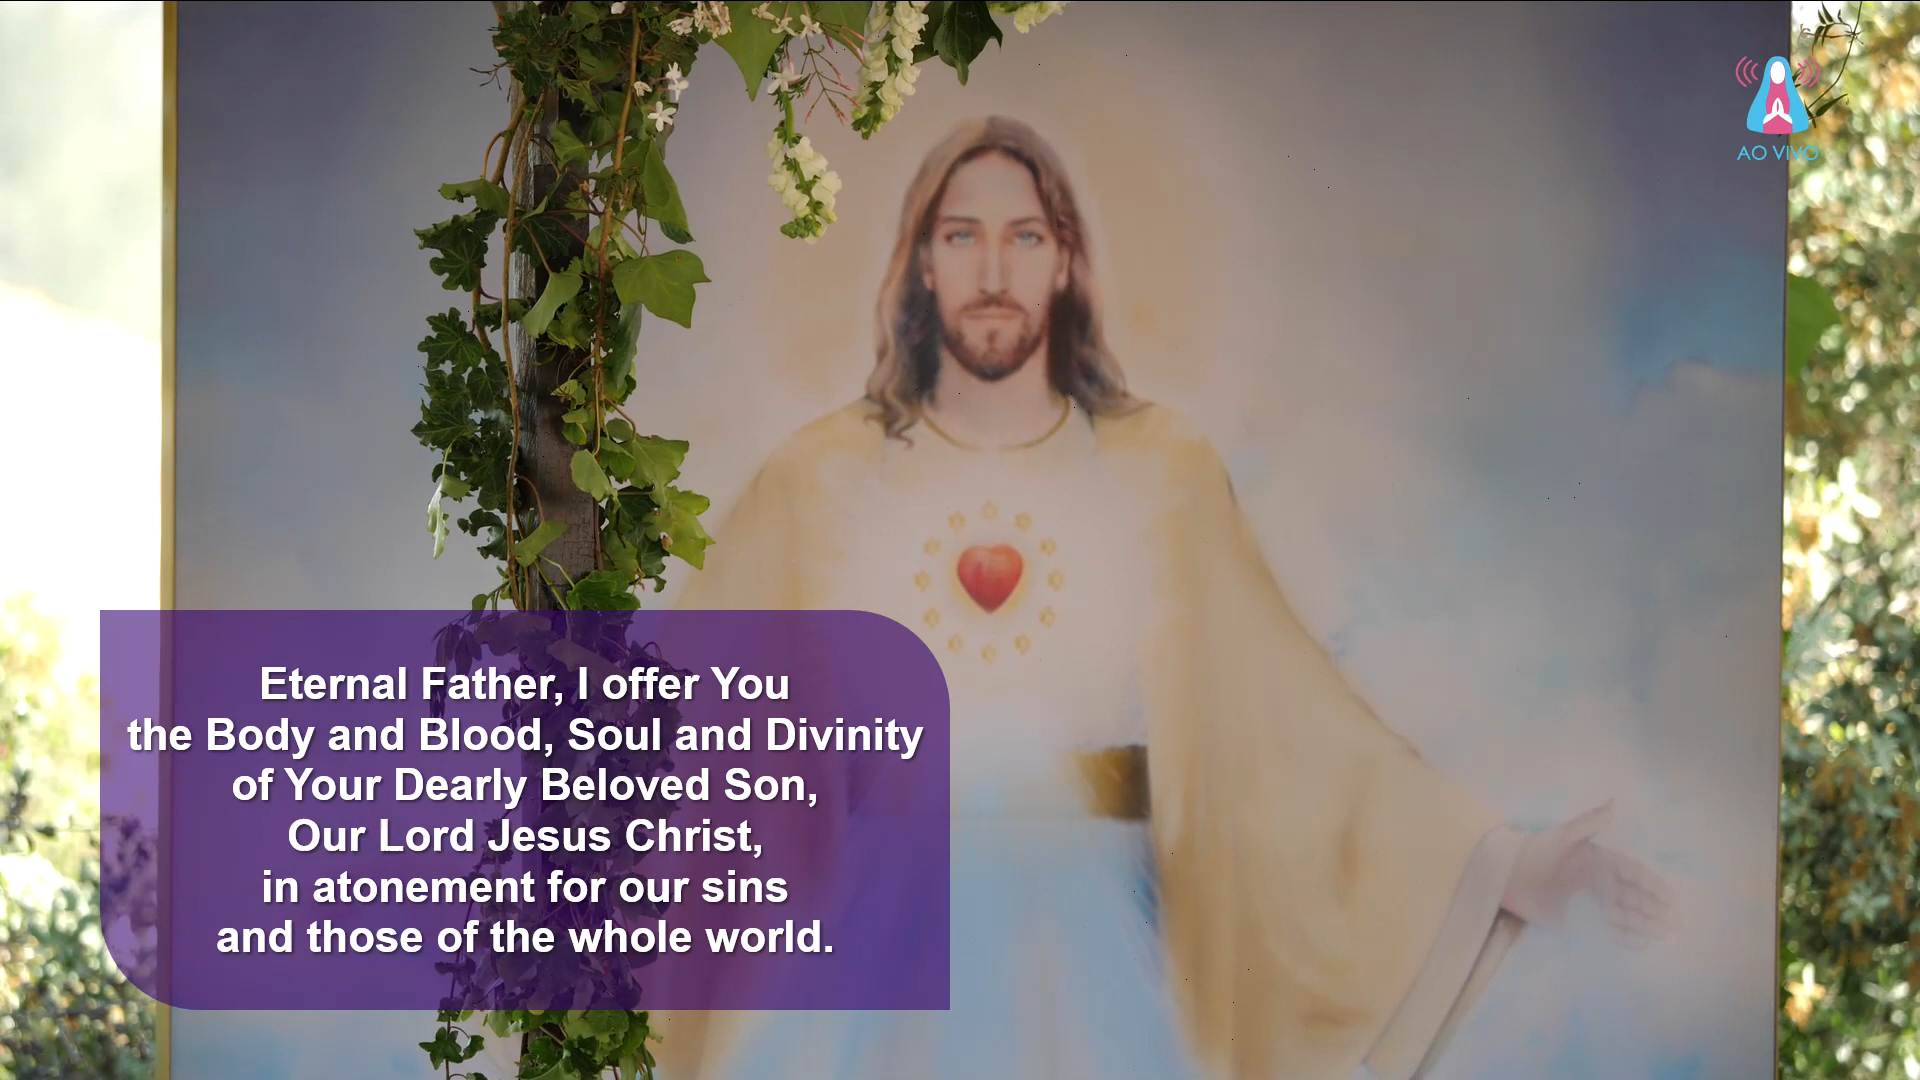 AO VIVO
Eternal Father, I offer You
the Body and Blood, Soul and Divinity
of Your Dearly Beloved Son,
Our Lord Jesus Christ,
in atonement for our sins
and those of the whole world.